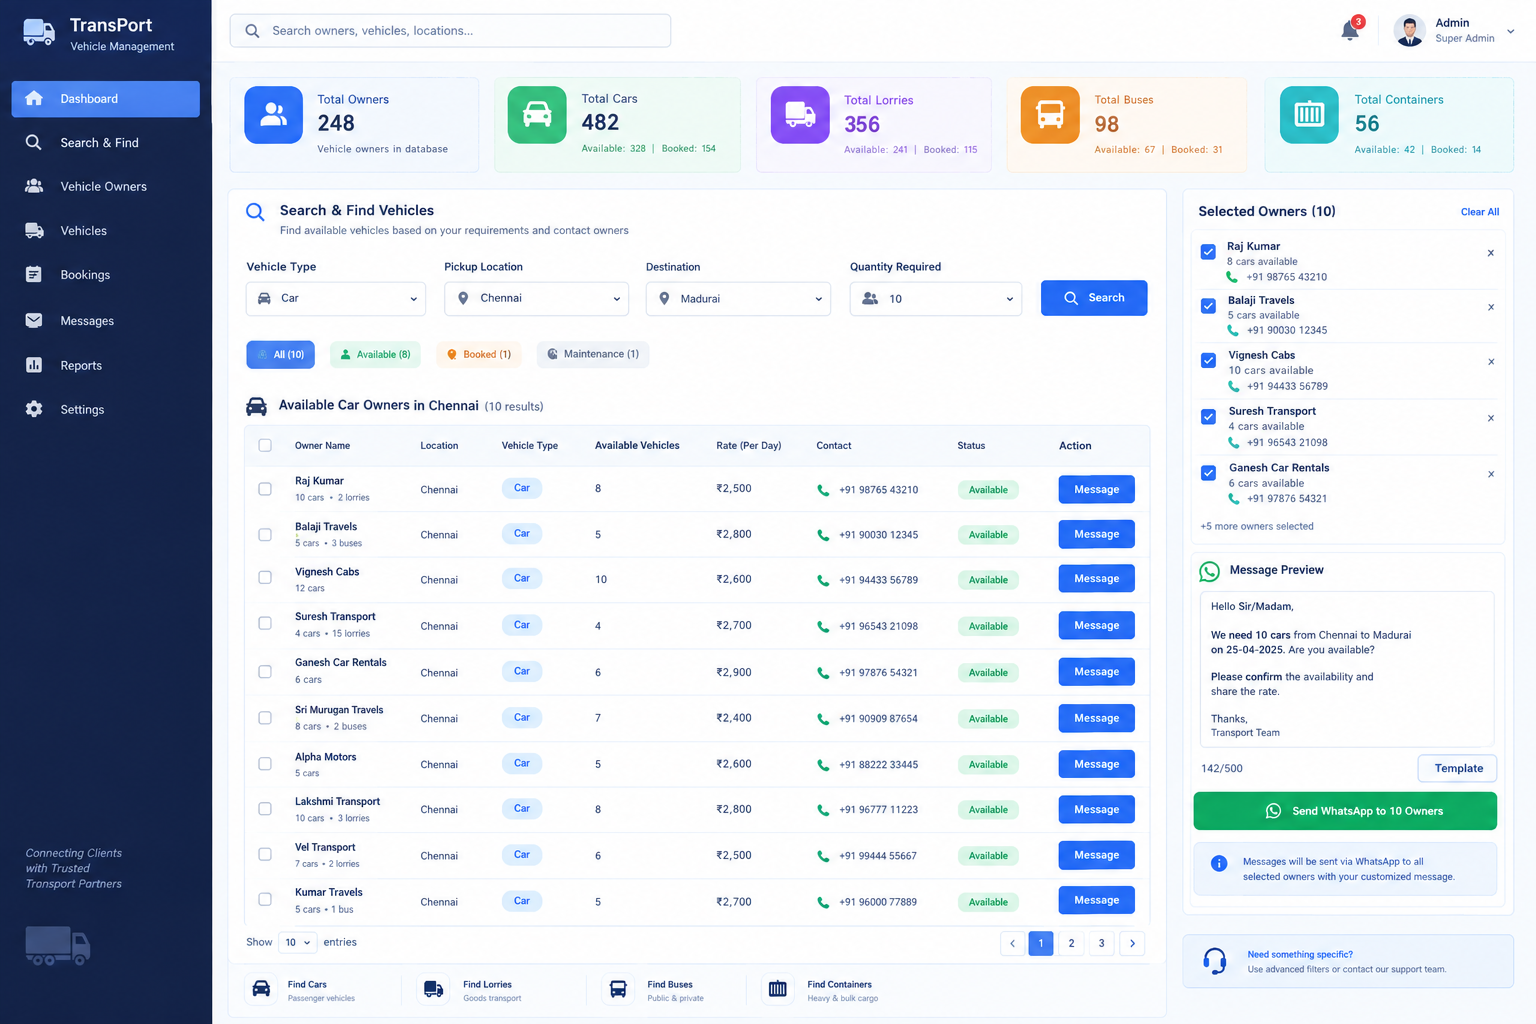 TransPort
Vehicle Management
Dashboard
Search & Find
Vehicle Owners
Vehicles
Bookings
Messages
Reports
Settings
Connecting Clients
with Trusted
Transport Partners
Search owners, vehicles, locations...
3
Admin
Super Admin
Total Owners
248
Vehicle owners in database
Total Cars
482
Available: 328 | Booked: 154
Total Lorries
356
Available: 241 | Booked: 115
Total Buses
98
Available: 67 | Booked: 31
Total Containers
56
Available: 42 | Booked: 14
Search & Find Vehicles
Find available vehicles based on your requirements and contact owners
Vehicle Type Pickup Location Destination Quantity Required
Car Chennai Madurai 10 Search
All (10) Available (8) Booked (1) Maintenance (1)
Available Car Owners in Chennai (10 results)
Owner Name Location Vehicle Type Available Vehicles Rate (Per Day) Contact Status Action
Raj Kumar
10 cars • 2 lorries Chennai Car 8 ₹2,500 +91 98765 43210 Available Message
Balaji Travels
5 cars • 3 buses Chennai Car 5 ₹2,800 +91 90030 12345 Available Message
Vignesh Cabs
12 cars Chennai Car 10 ₹2,600 +91 94433 56789 Available Message
Suresh Transport
4 cars • 15 lorries Chennai Car 4 ₹2,700 +91 96543 21098 Available Message
Ganesh Car Rentals
6 cars Chennai Car 6 ₹2,900 +91 97876 54321 Available Message
Sri Murugan Travels
8 cars • 2 buses Chennai Car 7 ₹2,400 +91 90909 87654 Available Message
Alpha Motors
5 cars Chennai Car 5 ₹2,600 +91 88222 33445 Available Message
Lakshmi Transport
10 cars • 3 lorries Chennai Car 8 ₹2,800 +91 96777 11223 Available Message
Vel Transport
7 cars • 2 lorries Chennai Car 6 ₹2,500 +91 99444 55667 Available Message
Kumar Travels
5 cars • 1 bus Chennai Car 5 ₹2,700 +91 96000 77889 Available Message
Show 10 entries
1 2 3
Find Cars
Passenger vehicles
Find Lorries
Goods transport
Find Buses
Public & private
Find Containers
Heavy & bulk cargo
Selected Owners (10) Clear All
Raj Kumar
8 cars available
+91 98765 43210
Balaji Travels
5 cars available
+91 90030 12345
Vignesh Cabs
10 cars available
+91 94433 56789
Suresh Transport
4 cars available
+91 96543 21098
Ganesh Car Rentals
6 cars available
+91 97876 54321
+5 more owners selected
Message Preview
Hello Sir/Madam,
We need 10 cars from Chennai to Madurai
on 25-04-2025. Are you available?
Please confirm the availability and
share the rate.
Thanks,
Transport Team
142/500 Template
Send WhatsApp to 10 Owners
Messages will be sent via WhatsApp to all
selected owners with your customized message.
Need something specific?
Use advanced filters or contact our support team.